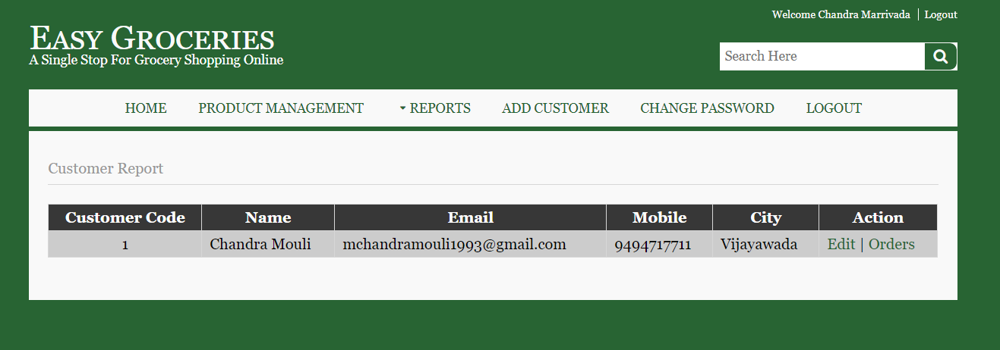 Welcome Chandra Marrivada | Logout
EASY GROCERIES
A Single Stop For Grocery Shopping Online
Search Here
HOME PRODUCT MANAGEMENT REPORTS ADD CUSTOMER CHANGE PASSWORD LOGOUT
Customer Report
Customer Code Name Email Mobile City Action
1 Chandra Mouli mchandramouli1993@gmail.com 9494717711 Vijayawada Edit | Orders